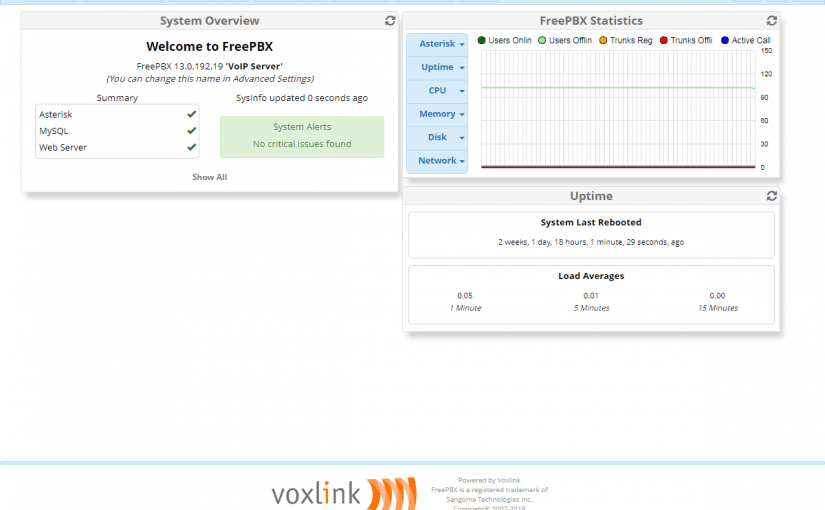 System Overview
Welcome to FreePBX
FreePBX 13.0.192.19 'VoIP Server'
(You can change this name in Advanced Settings)
Summary
Asterisk
MySQL
Web Server
SysInfo updated 0 seconds ago
System Alerts
No critical issues found
Show All
FreePBX Statistics
Asterisk
Uptime
CPU
Memory
Disk
Network
Users Onlin Users Offlin Trunks Reg Trunks Offli Active Call
150
120
90
60
30
0
Uptime
System Last Rebooted
2 weeks, 1 day, 18 hours, 1 minute, 29 seconds, ago
Load Averages
0.05 0.01 0.00
1 Minute 5 Minutes 15 Minutes
voxlink
Powered by Voxlink
FreePBX is a registered trademark of
Sangoma Technologies Inc.
Copyright© 2007-2018